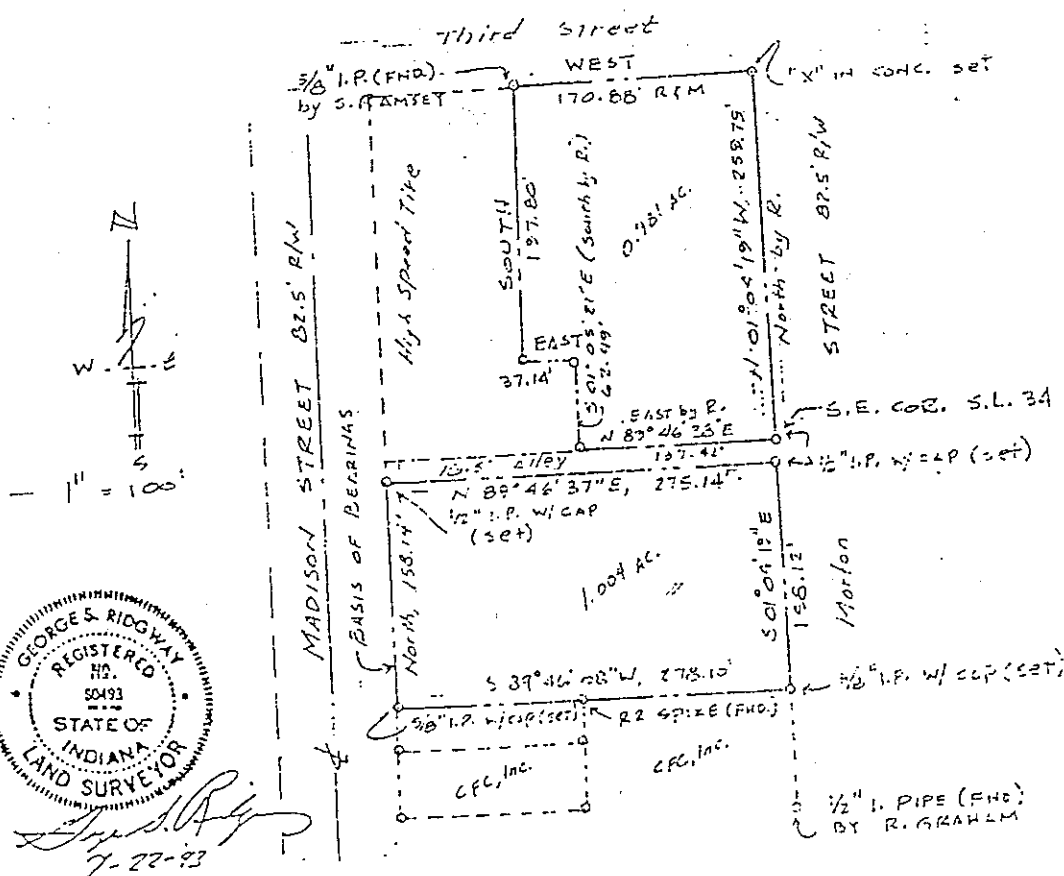 Third Street
5/8" I.P. (FND.)
by S. RAMSEY
WEST
170.88' R&M
"X" IN CONC. set
High Speed Tire
SOUTH
197.80'
S 01° 05' 21" E (South by R.)
62.49'
0.981 AC.
N 01° 04' 19" W, 258.75'
North by R.
STREET 82.5' R/W
N
W E
S
1" = 100'
MADISON STREET 82.5' R/W
BASIS OF BEARINGS
EAST
37.14'
EAST by R.
N 89° 46' 23" E
137.42'
S.E. COR. S.L. 34
Alley
1/2" I.P. W/CAP (set)
N 89° 46' 37" E, 275.14'
1/2" I.P. W/CAP
(set)
North, 158.14'
1.004 AC.
S 01° 04' 19" E
158.12'
Morton
S 89° 46' 08" W, 278.10'
5/8" I.P. W/CAP (set)
5/8" I.P. W/CAP (set)
RR SPIKE (FND.)
CFC, Inc.
CFC, Inc.
1/2" I. PIPE (FND)
BY R. GRAHAM
GEORGE S. RIDGWAY
REGISTERED
NO.
S0493
STATE OF
INDIANA
LAND SURVEYOR
7-22-93